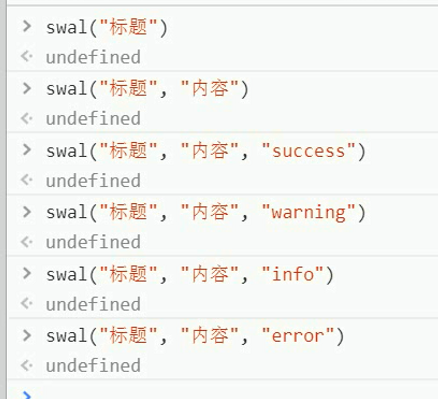 > swal("标题")
undefined
> swal("标题", "内容")
undefined
> swal("标题", "内容", "success")
undefined
> swal("标题", "内容", "warning")
undefined
> swal("标题", "内容", "info")
undefined
> swal("标题", "内容", "error")
undefined
>